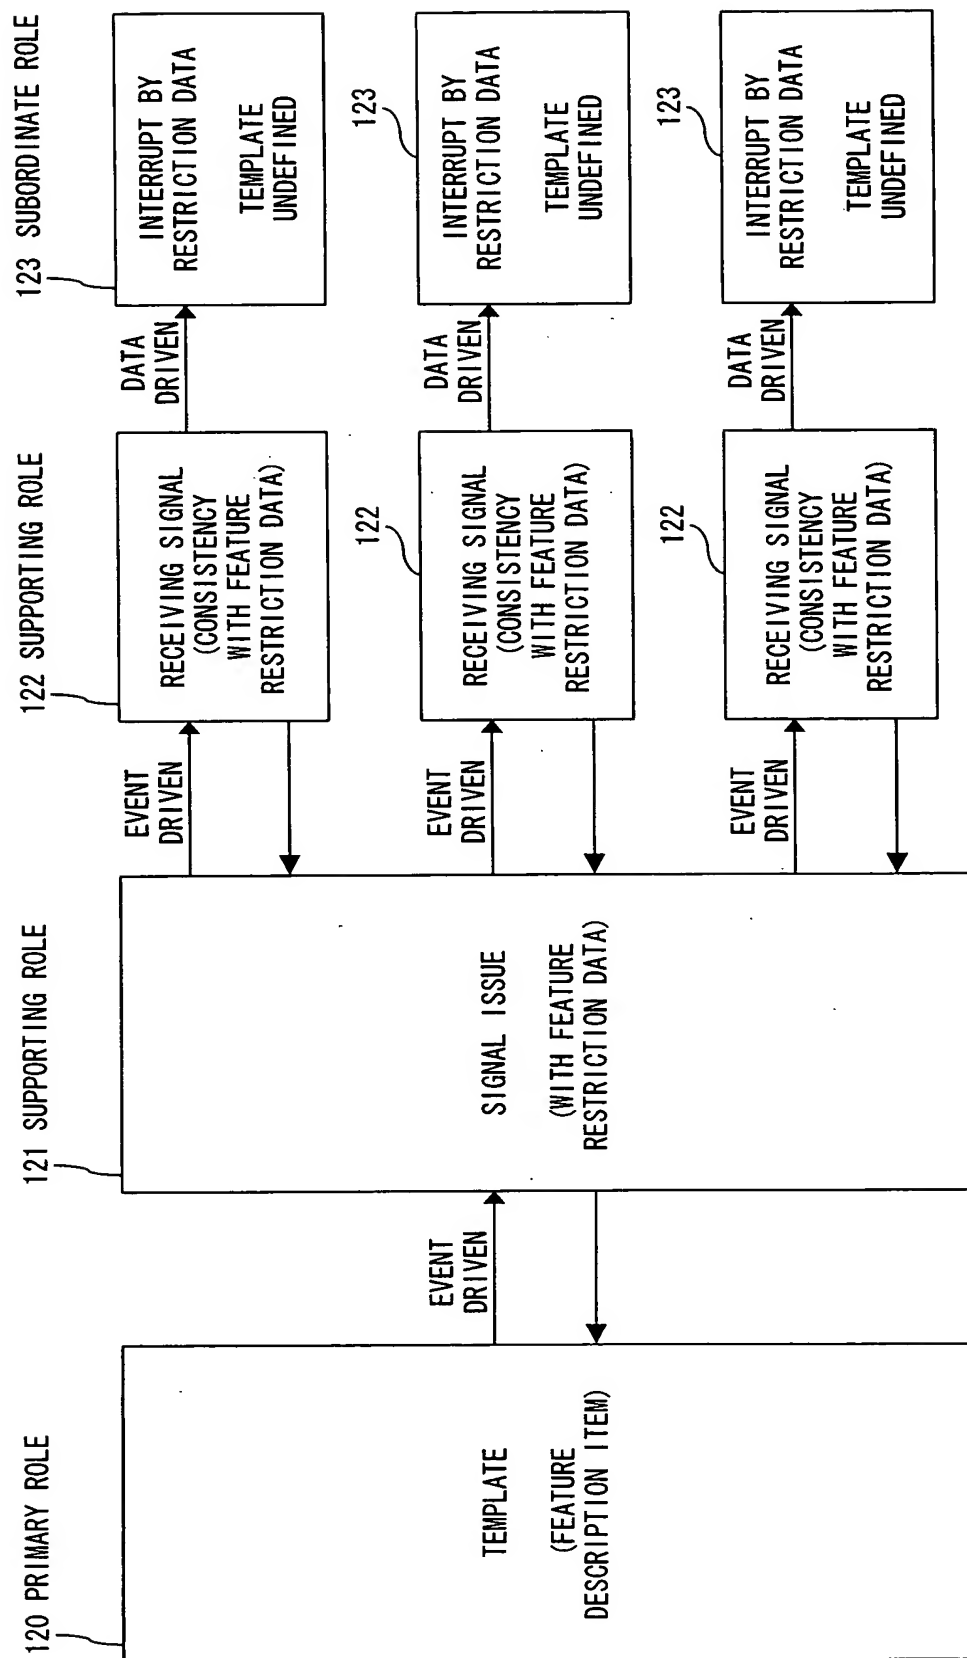 120 PRIMARY ROLE
TEMPLATE
(FEATURE
DESCRIPTION ITEM)
EVENT
DRIVEN
121 SUPPORTING ROLE
SIGNAL ISSUE
(WITH FEATURE
RESTRICTION DATA)
EVENT
DRIVEN
122 SUPPORTING ROLE
RECEIVING SIGNAL
(CONSISTENCY
WITH FEATURE
RESTRICTION DATA)
DATA
DRIVEN
123 SUBORDINATE ROLE
INTERRUPT BY
RESTRICTION DATA
TEMPLATE
UNDEFINED
EVENT
DRIVEN
122
RECEIVING SIGNAL
(CONSISTENCY
WITH FEATURE
RESTRICTION DATA)
DATA
DRIVEN
123
INTERRUPT BY
RESTRICTION DATA
TEMPLATE
UNDEFINED
EVENT
DRIVEN
122
RECEIVING SIGNAL
(CONSISTENCY
WITH FEATURE
RESTRICTION DATA)
DATA
DRIVEN
123
INTERRUPT BY
RESTRICTION DATA
TEMPLATE
UNDEFINED